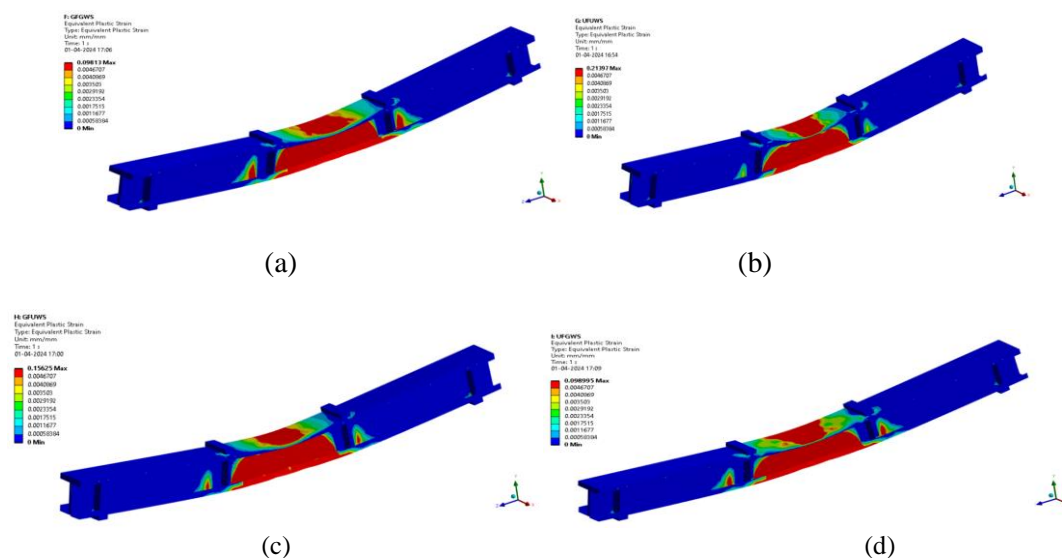 F: GFGWS
Equivalent Plastic Strain
Type: Equivalent Plastic Strain
Unit: mm/mm
Time: 1 s
01-04-2024 17:06
0.09813 Max
0.0046707
0.0040869
0.003503
0.0029192
0.0023354
0.0017515
0.0011677
0.00058384
0 Min
(a)
G: UFUWS
Equivalent Plastic Strain
Type: Equivalent Plastic Strain
Unit: mm/mm
Time: 1 s
01-04-2024 16:54
0.21397 Max
0.0046707
0.0040869
0.003503
0.0029192
0.0023354
0.0017515
0.0011677
0.00058384
0 Min
(b)
H: GFUWS
Equivalent Plastic Strain
Type: Equivalent Plastic Strain
Unit: mm/mm
Time: 1 s
01-04-2024 17:00
0.15625 Max
0.0046707
0.0040869
0.003503
0.0029192
0.0023354
0.0017515
0.0011677
0.00058384
0 Min
(c)
UFGWS
Equivalent Plastic Strain
Type: Equivalent Plastic Strain
Unit: mm/mm
Time: 1 s
01-04-2024 17:09
0.098995 Max
0.0046707
0.0040869
0.003503
0.0029192
0.0023354
0.0017515
0.0011677
0.00058384
0 Min
(d)